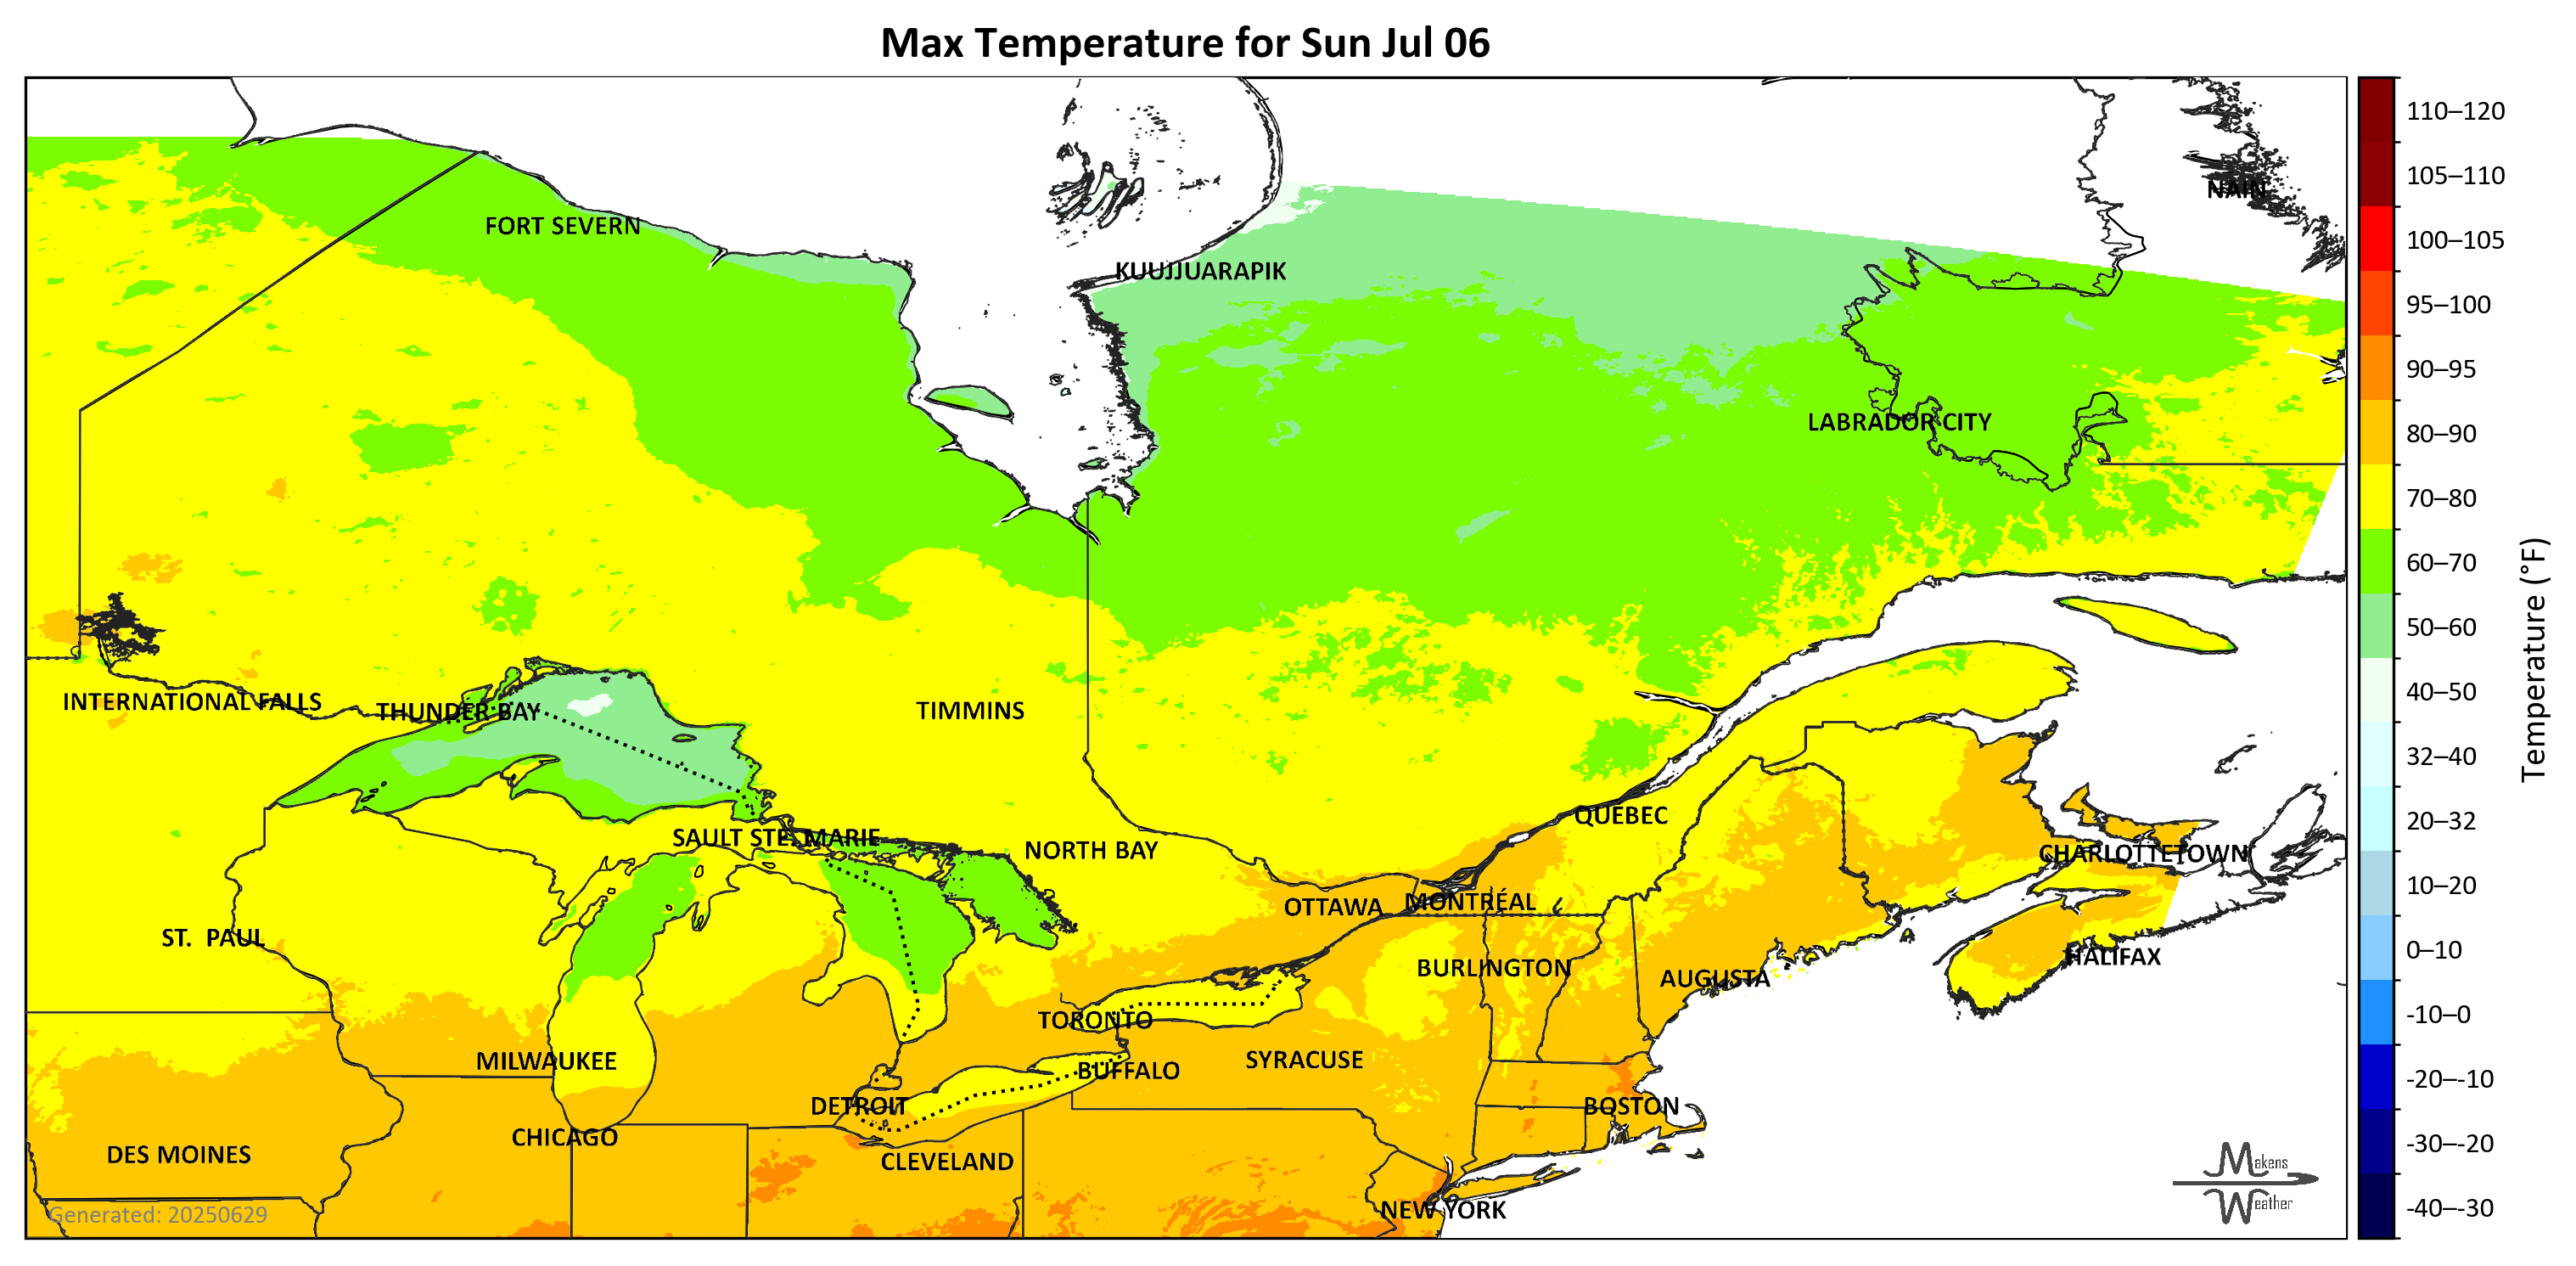 Max Temperature for Sun Jul 06
110–120
105–110
NAIN
FORT SEVERN
100–105
KUUJJUARAPIK
95–100
90–95
LABRADOR CITY
80–90
70–80
60–70
50–60
Temperature (°F)
40–50
INTERNATIONAL FALLS
THUNDER BAY
TIMMINS
32–40
QUEBEC
20–32
SAULT STE. MARIE
NORTH BAY
CHARLOTTETOWN
10–20
OTTAWA
MONTRÉAL
ST. PAUL
0–10
HALIFAX
BURLINGTON
AUGUSTA
-10–0
TORONTO
MILWAUKEE
SYRACUSE
BUFFALO
-20–-10
DETROIT
BOSTON
CHICAGO
-30–-20
DES MOINES
CLEVELAND
Makens
Weather
-40–-30
NEW YORK
Generated: 20250629